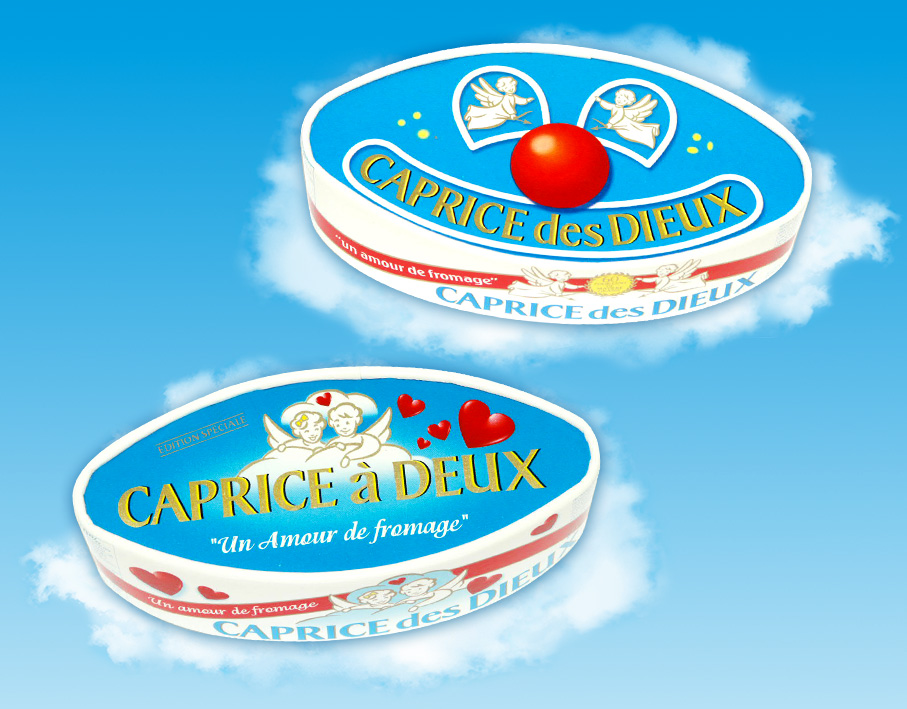 CAPRICE des DIEUX
"un amour de fromage"
CAPRICE des DIEUX
EDITION SPECIALE
CAPRICE à DEUX
"Un Amour de fromage"
Un amour de fromage
CAPRICE des DIEUX